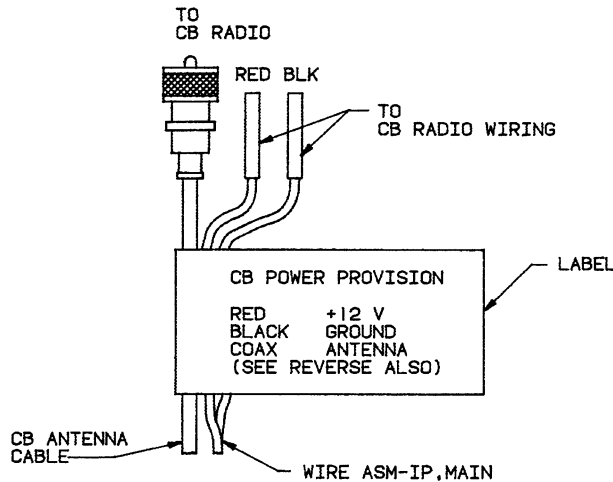 TO
CB RADIO
RED BLK
TO
CB RADIO WIRING
LABEL
CB POWER PROVISION
RED +12 V
BLACK GROUND
COAX ANTENNA
(SEE REVERSE ALSO)
CB ANTENNA
CABLE
WIRE ASM-IP,MAIN